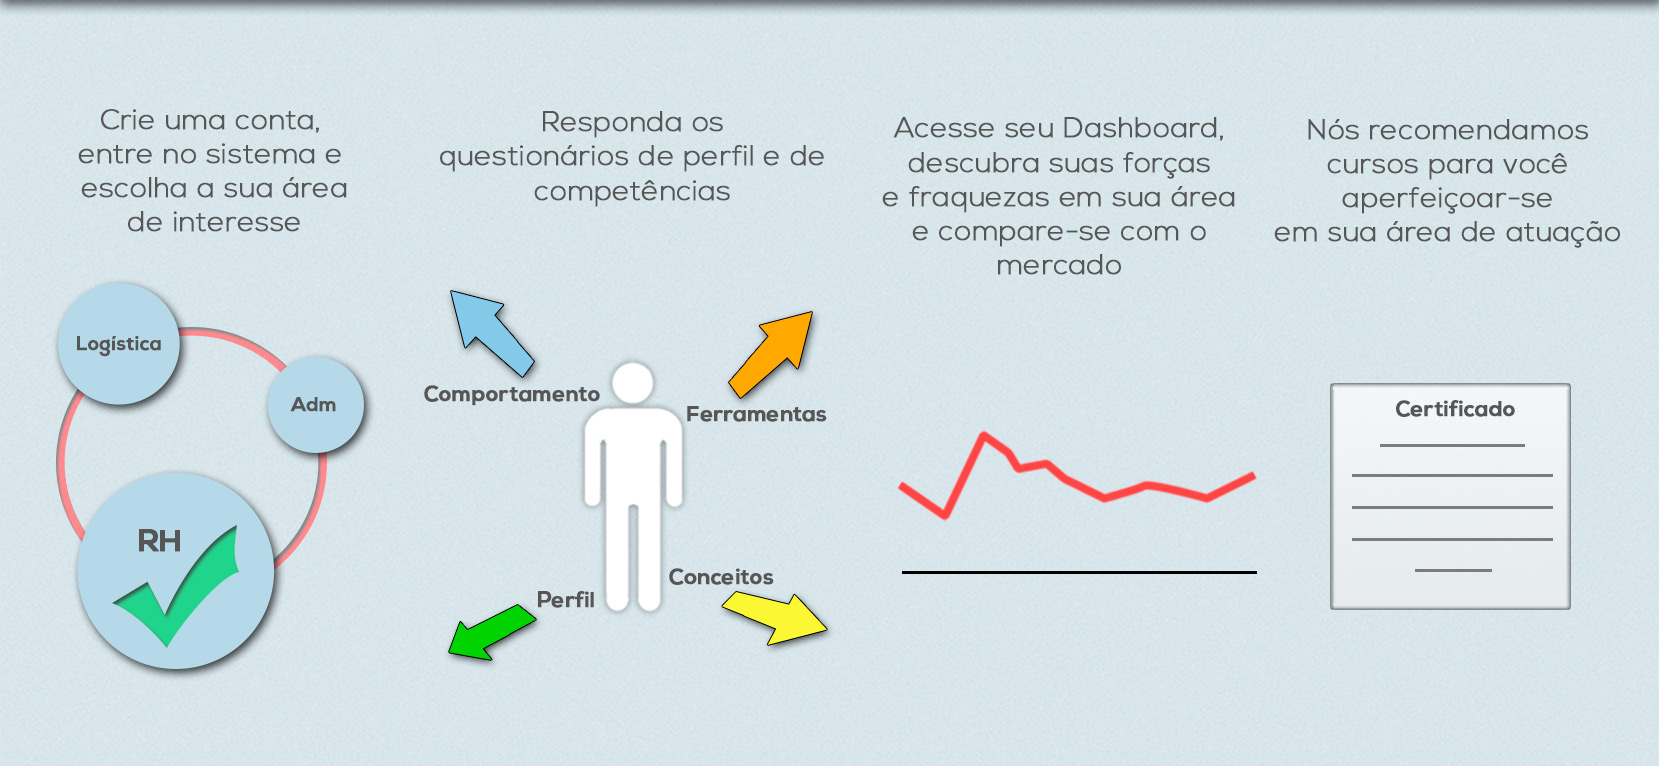 Crie uma conta,
entre no sistema e
escolha a sua área
de interesse
Logística
Adm
RH
Responda os
questionários de perfil e de
competências
Comportamento
Ferramentas
Perfil
Conceitos
Acesse seu Dashboard,
descubra suas forças
e fraquezas em sua área
e compare-se com o
mercado
Nós recomendamos
cursos para você
aperfeiçoar-se
em sua área de atuação
Certificado